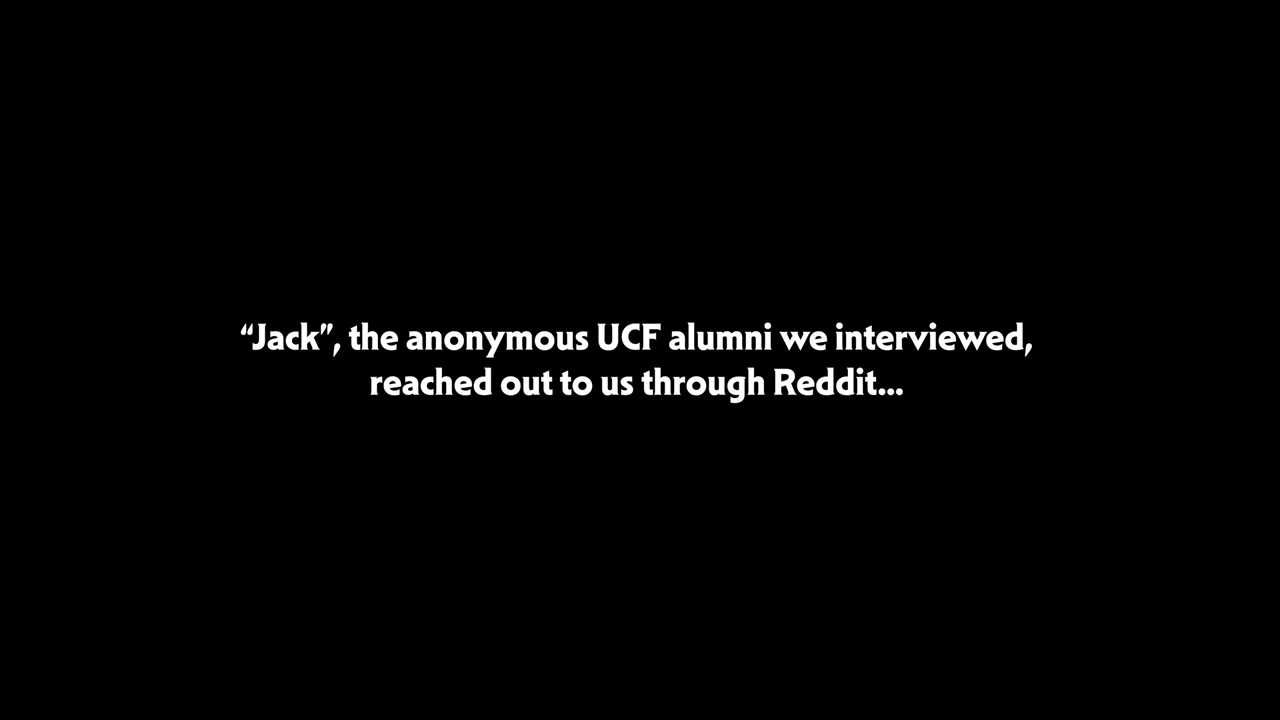 “Jack”, the anonymous UCF alumni we interviewed,
reached out to us through Reddit...